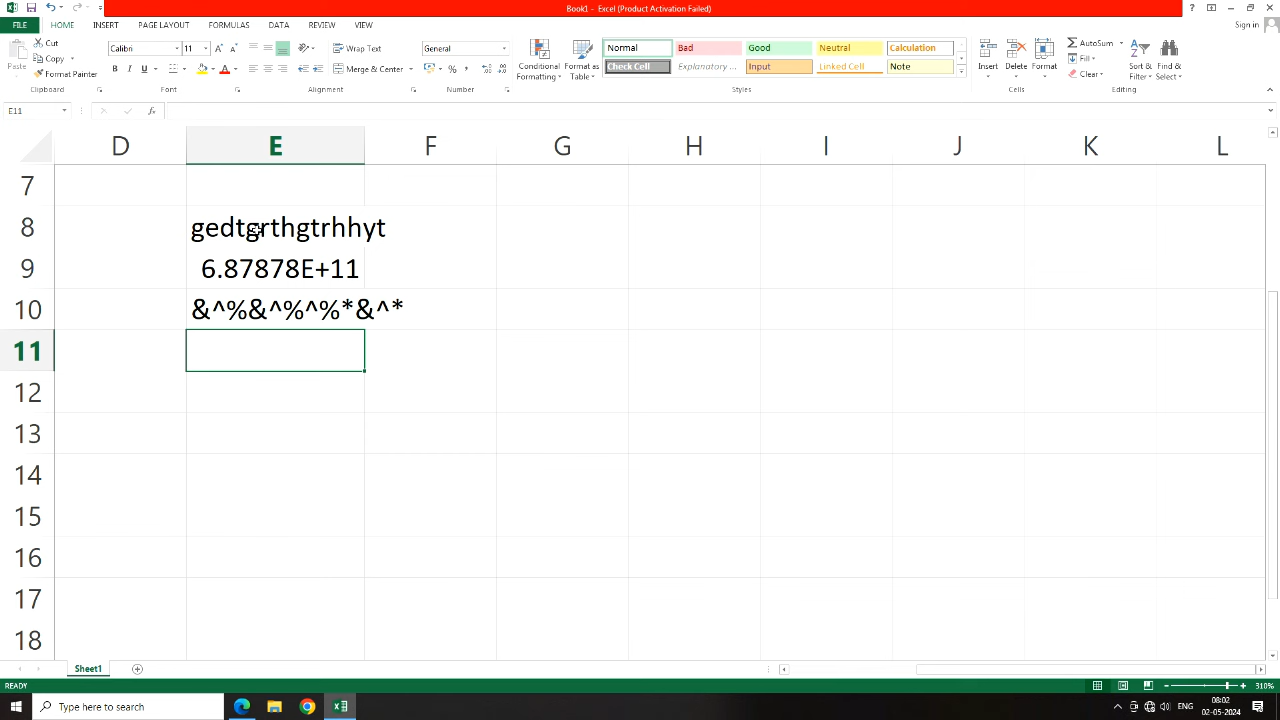 Book1 - Excel (Product Activation Failed)
FILE HOME INSERT PAGE LAYOUT FORMULAS DATA REVIEW VIEW Sign in
Cut
Copy
Format Painter
Paste
Clipboard
Calibri 11
B I U
Font
Wrap Text
Merge & Center
Alignment
General
%
Number
Conditional Formatting
Format as Table
Normal Bad Good Neutral Calculation
Check Cell Explanatory ... Input Linked Cell Note
Styles
Insert Delete Format
Cells
AutoSum
Fill
Clear
Sort & Filter
Find & Select
Editing
E11 fx
D E F G H I J K L
7
8 gedtgrthgtrhhyt
9 6.87878E+11
10 &^%&^%^%*&^*
11
12
13
14
15
16
17
18
Sheet1
READY 310%
Type here to search
ENG
08:02
02-05-2024